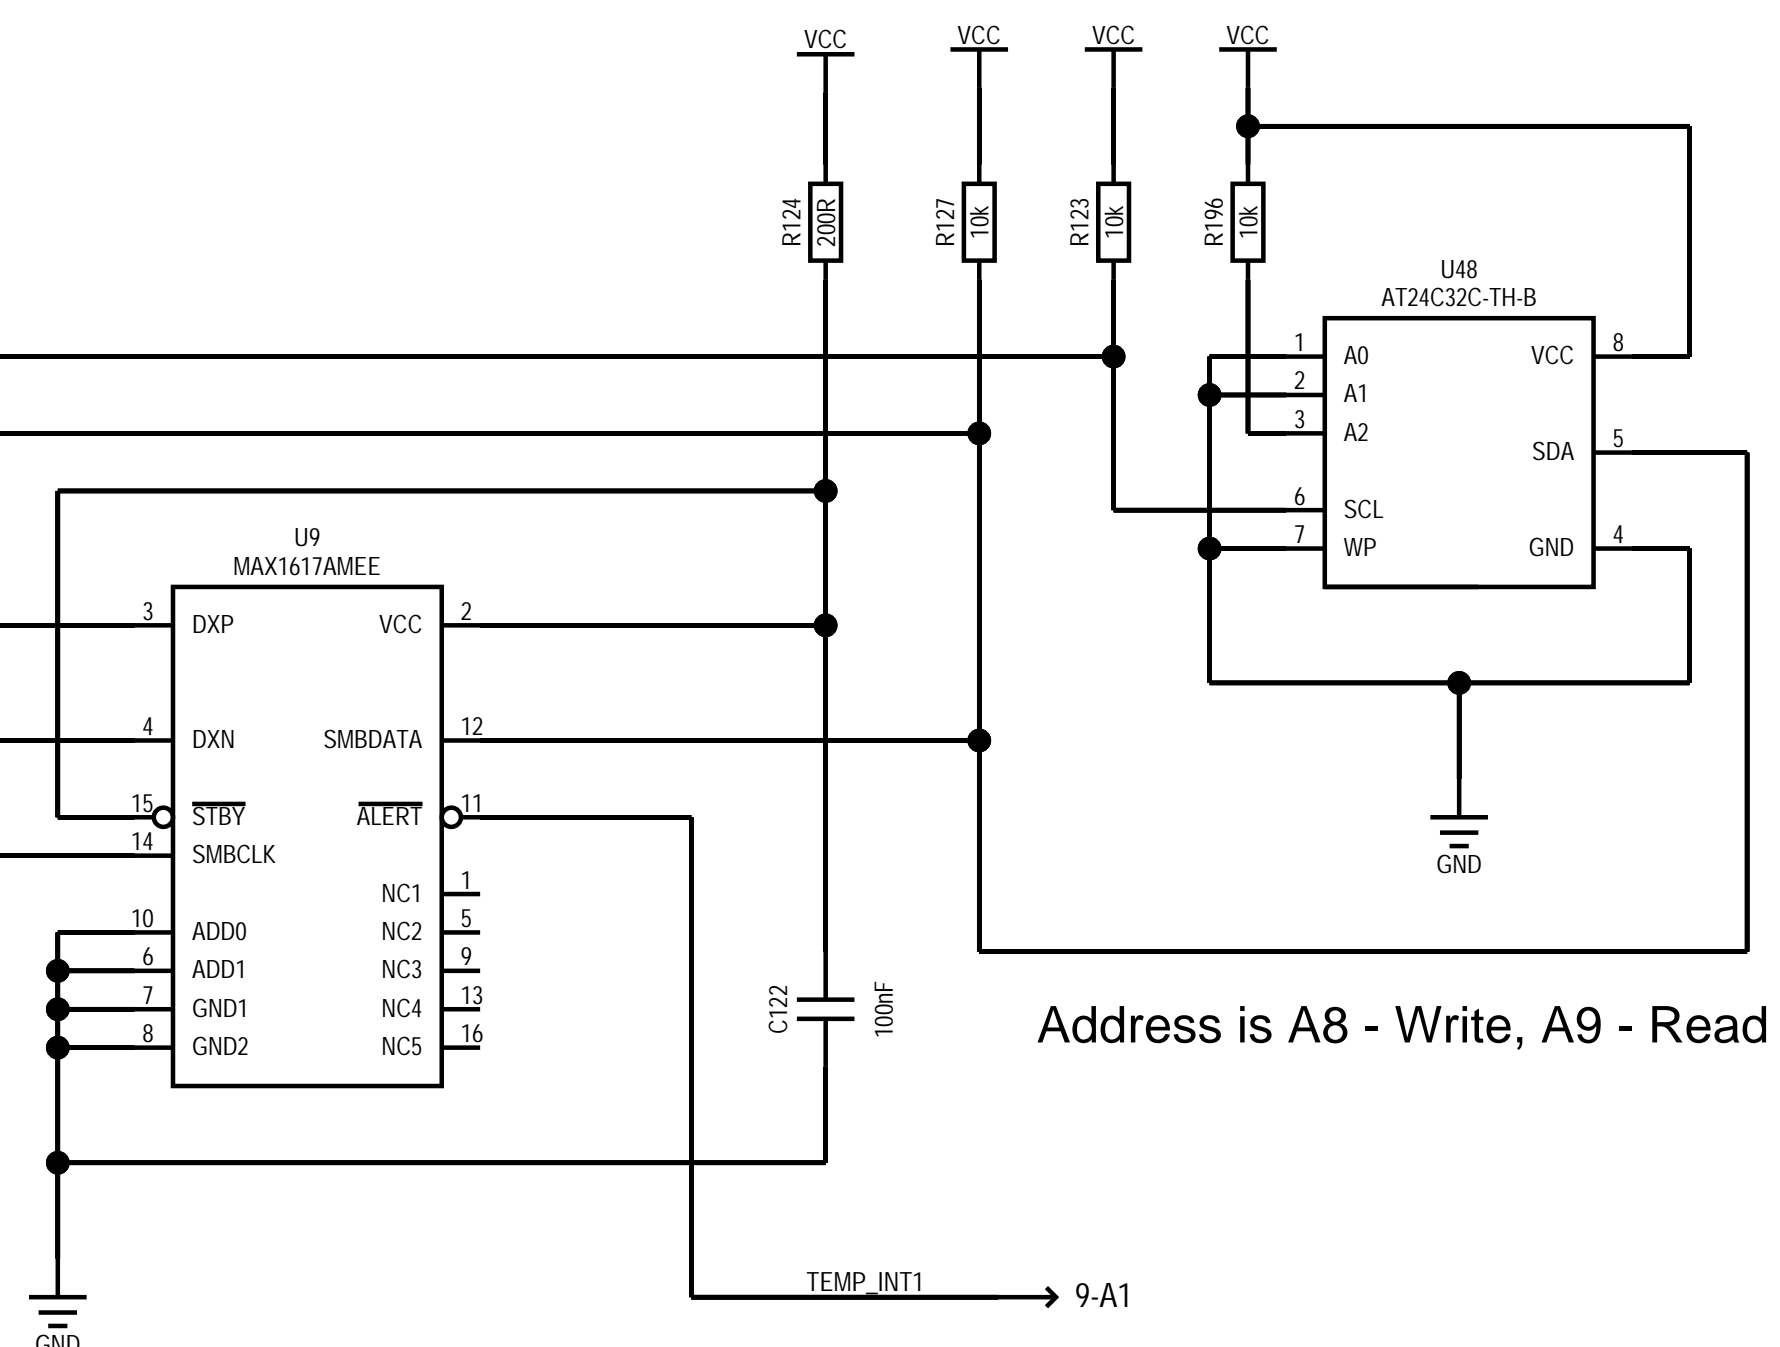 VCC
VCC
VCC
VCC
R124
200R
R127
10k
R123
10k
R196
10k
U48
AT24C32C-TH-B
1
A0
VCC
8
2
A1
3
A2
SDA
5
6
SCL
7
WP
GND
4
U9
MAX1617AMEE
3
DXP
VCC
2
4
DXN
SMBDATA
12
15
STBY
ALERT
11
14
SMBCLK
NC1
1
10
ADD0
NC2
5
6
ADD1
NC3
9
7
GND1
NC4
13
8
GND2
NC5
16
GND
C122
100nF
Address is A8 - Write, A9 - Read
TEMP_INT1
9-A1
GND